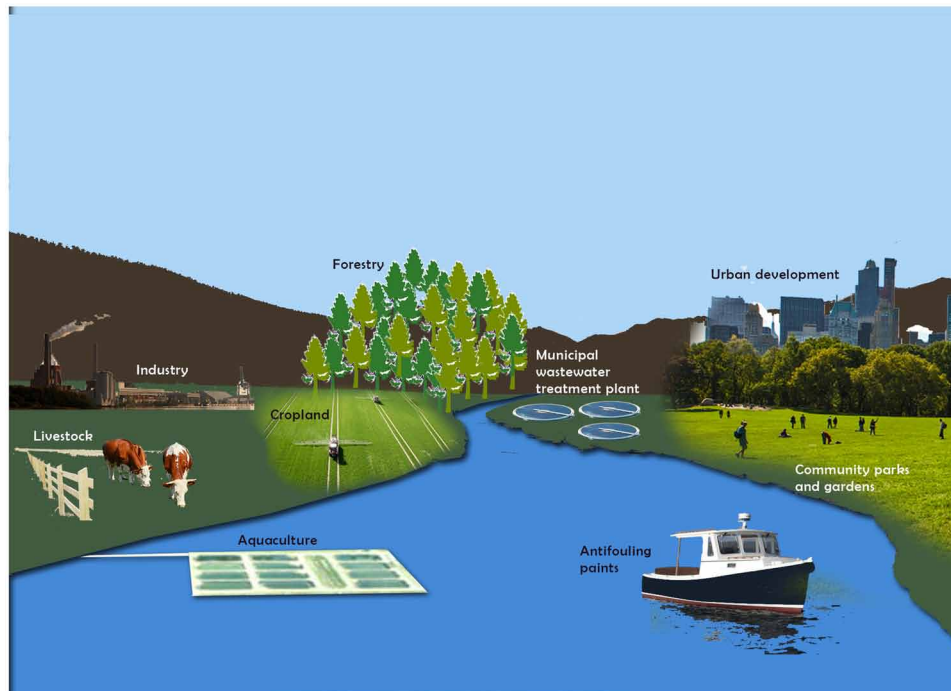 Forestry
Urban development
Industry
Municipal
wastewater
treatment plant
Cropland
Livestock
Community parks
and gardens
Aquaculture
Antifouling
paints